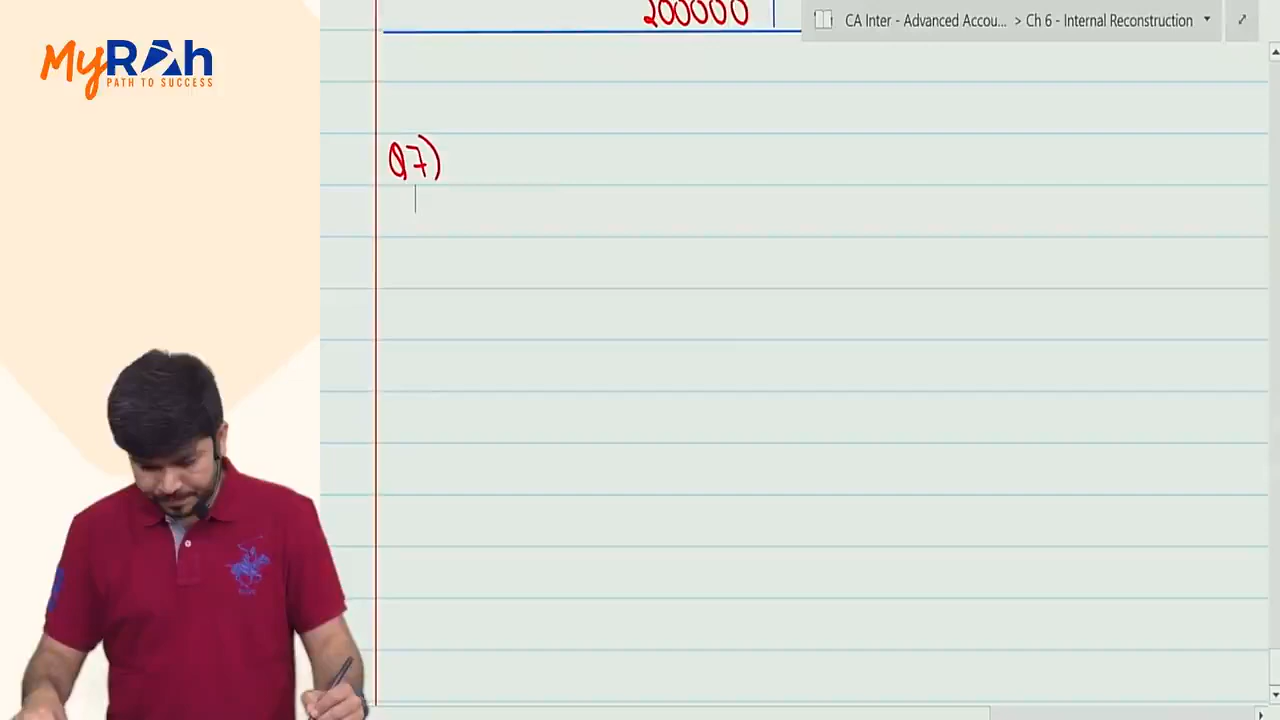 200000
CA Inter - Advanced Accou... > Ch 6 - Internal Reconstruction
MyRAh
PATH TO SUCCESS
Q7)